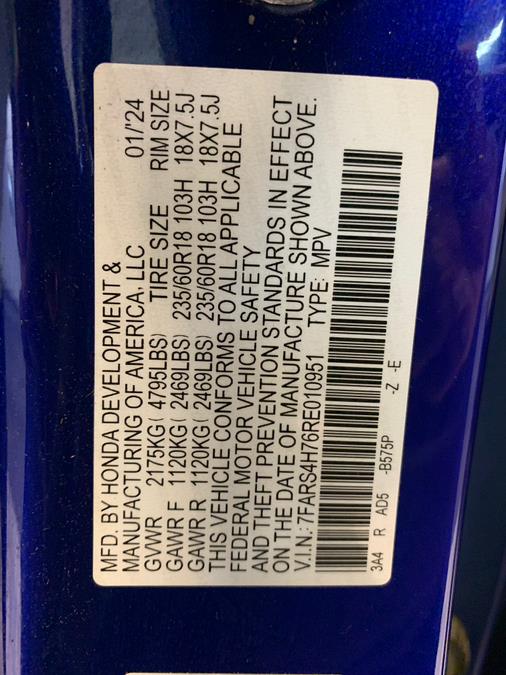 MFD. BY HONDA DEVELOPMENT &
MANUFACTURING OF AMERICA, LLC 01/'24
GVWR 2175KG( 4795LBS) TIRE SIZE RIM SIZE
GAWR F 1120KG( 2469LBS) 235/60R18 103H 18X7.5J
GAWR R 1120KG( 2469LBS) 235/60R18 103H 18X7.5J
THIS VEHICLE CONFORMS TO ALL APPLICABLE
FEDERAL MOTOR VEHICLE SAFETY
AND THEFT PREVENTION STANDARDS IN EFFECT
ON THE DATE OF MANUFACTURE SHOWN ABOVE.
V.I.N.: 7FARS4H76RE010951 TYPE: MPV
3A4 R AD5 -B575P -Z -E